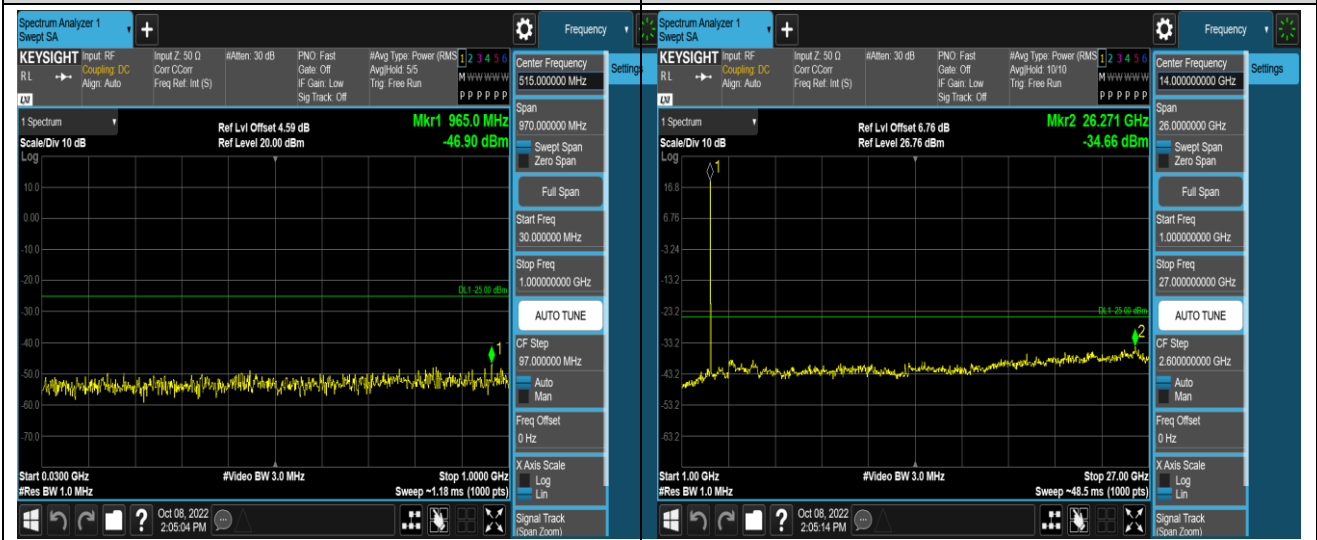 Spectrum Analyzer 1
Swept SA
+
Frequency
KEYSIGHT
Input: RF
Coupling: DC
Align: Auto
Input Z: 50 Ω
Corr CCorr
Freq Ref: Int (S)
#Atten: 30 dB
PNO: Fast
Gate: Off
IF Gain: Low
Sig Track: Off
#Avg Type: Power (RMS
Avg|Hold: 5/5
Trig: Free Run
1 2 3 4 5 6
M W W W W W
P P P P P P
RL
LXI
Center Frequency
515.000000 MHz
Settings
1 Spectrum
Scale/Div 10 dB
Log
Ref Lvl Offset 4.59 dB
Ref Level 20.00 dBm
Mkr1 965.0 MHz
-46.90 dBm
Span
970.000000 MHz
Swept Span
Zero Span
Full Span
Start Freq
30.000000 MHz
Stop Freq
1.000000000 GHz
AUTO TUNE
CF Step
97.000000 MHz
Auto
Man
Freq Offset
0 Hz
X Axis Scale
Log
Lin
Signal Track
(Span Zoom)
10.0
0.00
-10.0
-20.0
DL1 -25.00 dBm
-30.0
-40.0
1
-50.0
-60.0
-70.0
Start 0.0300 GHz
#Res BW 1.0 MHz
#Video BW 3.0 MHz
Stop 1.0000 GHz
Sweep ~1.18 ms (1000 pts)
?
Oct 08, 2022
2:05:04 PM
Spectrum Analyzer 1
Swept SA
+
Frequency
KEYSIGHT
Input: RF
Coupling: DC
Align: Auto
Input Z: 50 Ω
Corr CCorr
Freq Ref: Int (S)
#Atten: 30 dB
PNO: Fast
Gate: Off
IF Gain: Low
Sig Track: Off
#Avg Type: Power (RMS
Avg|Hold: 10/10
Trig: Free Run
1 2 3 4 5 6
M W W W W W
P P P P P P
RL
LXI
Center Frequency
14.000000000 GHz
Settings
1 Spectrum
Scale/Div 10 dB
Log
Ref Lvl Offset 6.76 dB
Ref Level 26.76 dBm
Mkr2 26.271 GHz
-34.66 dBm
Span
26.0000000 GHz
Swept Span
Zero Span
Full Span
Start Freq
1.000000000 GHz
Stop Freq
27.000000000 GHz
AUTO TUNE
CF Step
2.600000000 GHz
Auto
Man
Freq Offset
0 Hz
X Axis Scale
Log
Lin
Signal Track
(Span Zoom)
1
16.8
6.76
-3.24
-13.2
-23.2
DL1 -25.00 dBm
2
-33.2
-43.2
-53.2
-63.2
Start 1.00 GHz
#Res BW 1.0 MHz
#Video BW 3.0 MHz
Stop 27.00 GHz
Sweep ~48.5 ms (1000 pts)
?
Oct 08, 2022
2:05:14 PM